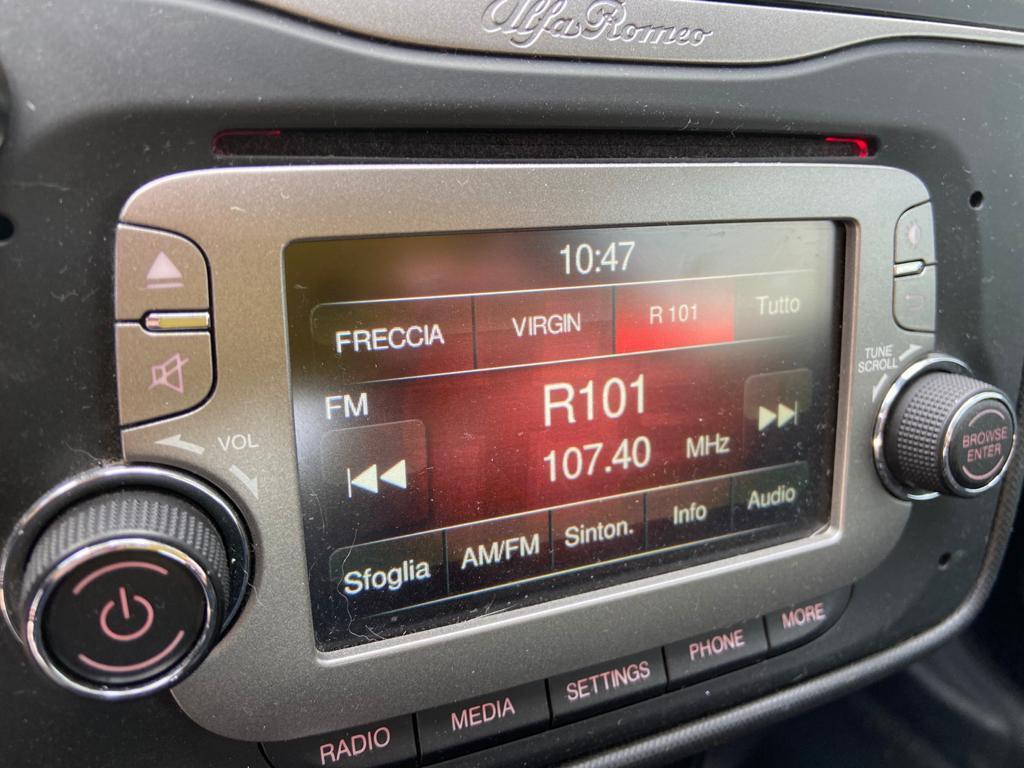 Alfa Romeo
10:47
FRECCIA VIRGIN R 101 Tutto
FM R101
107.40 MHz
Sfoglia AM/FM Sinton. Info Audio
VOL
TUNE
SCROLL
BROWSE
ENTER
RADIO MEDIA SETTINGS PHONE MORE